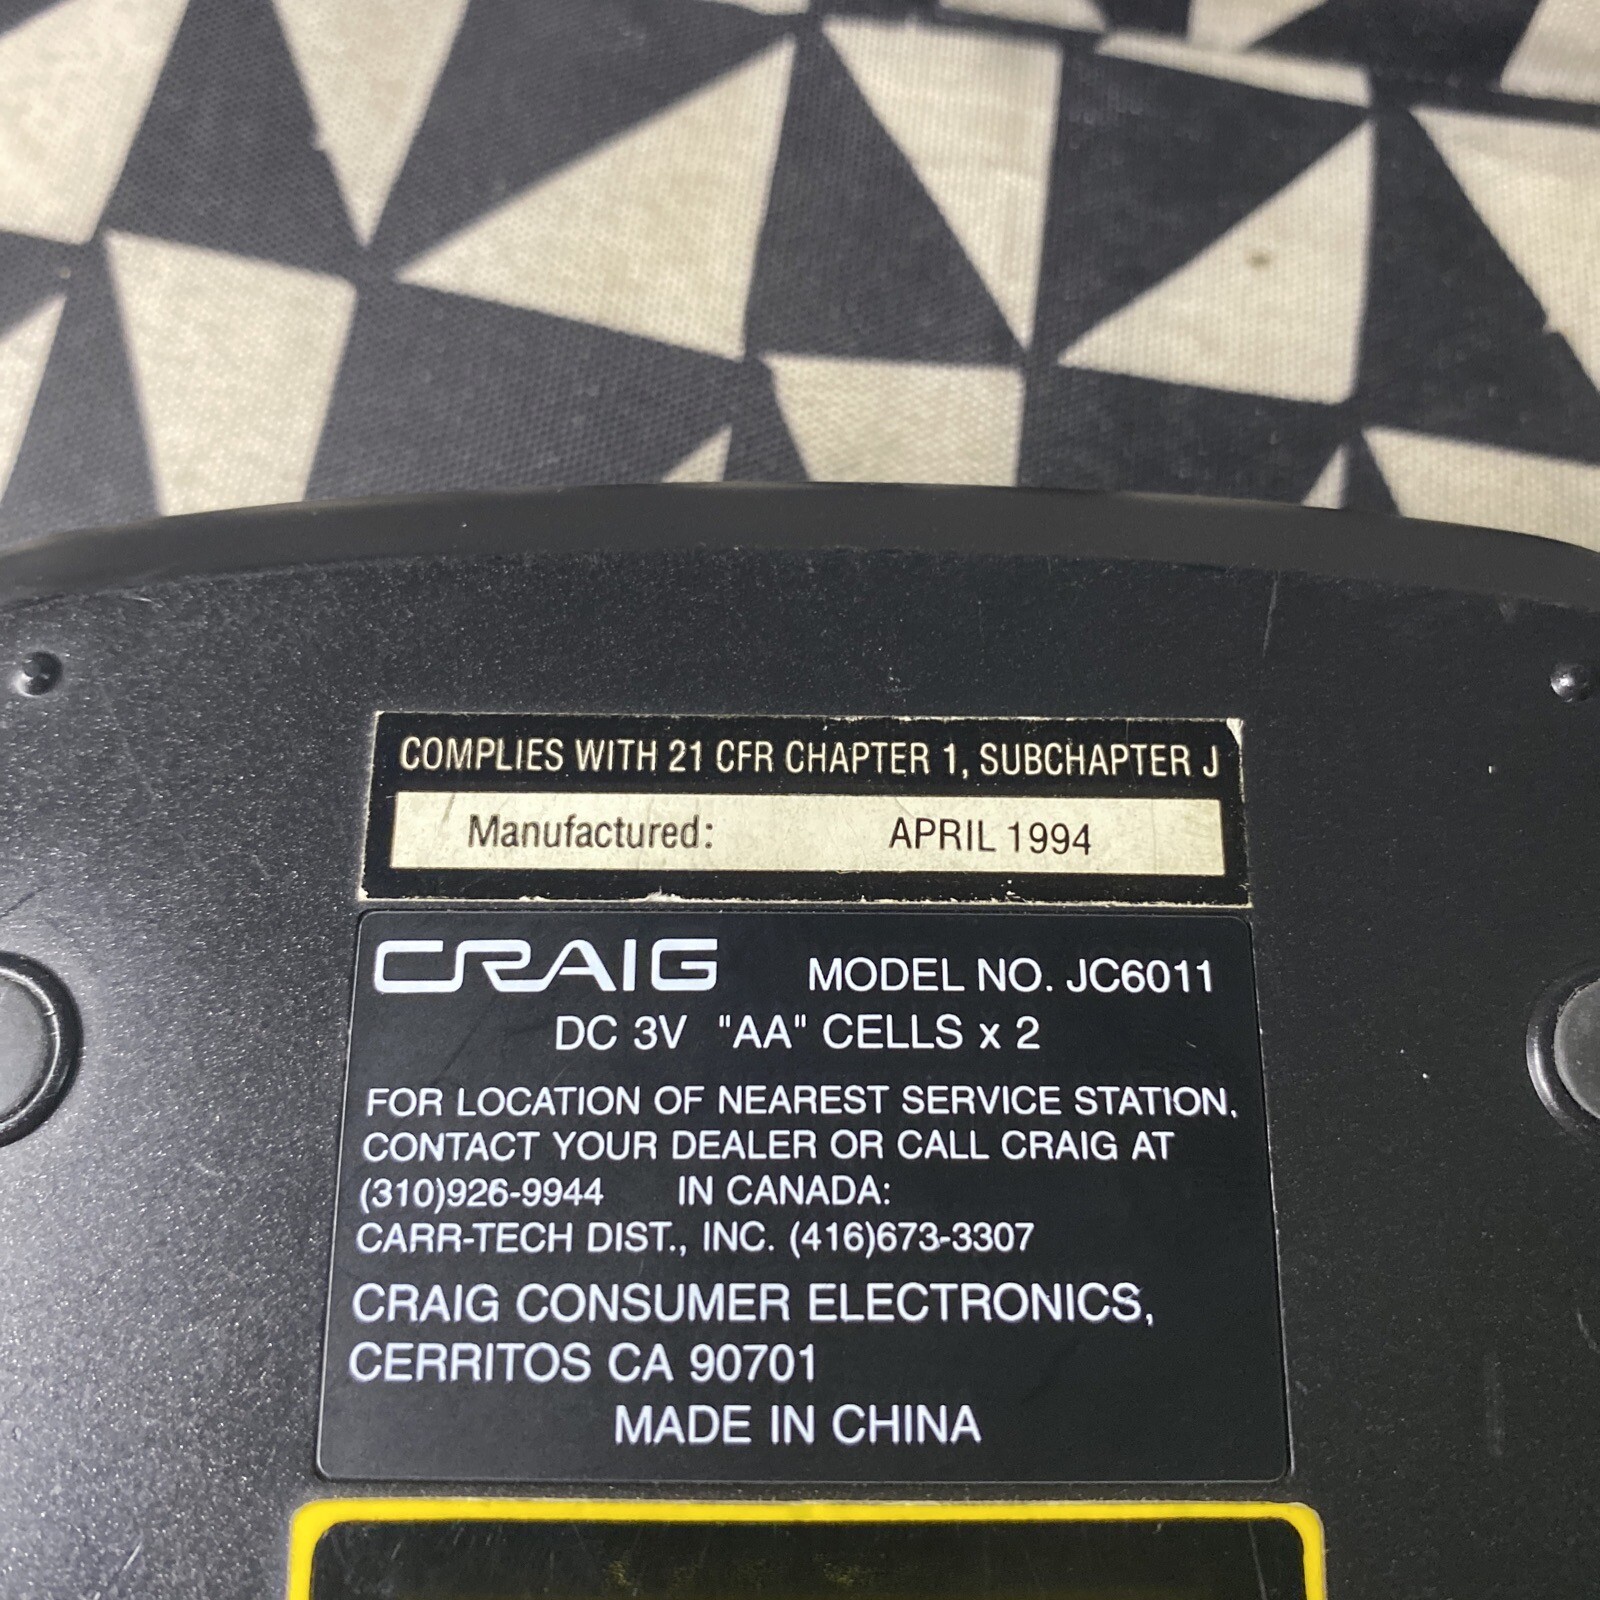 COMPLIES WITH 21 CFR CHAPTER 1, SUBCHAPTER J
Manufactured: APRIL 1994
CRAIG MODEL NO. JC6011
DC 3V "AA" CELLS x 2
FOR LOCATION OF NEAREST SERVICE STATION,
CONTACT YOUR DEALER OR CALL CRAIG AT
(310)926-9944 IN CANADA:
CARR-TECH DIST., INC. (416)673-3307
CRAIG CONSUMER ELECTRONICS,
CERRITOS CA 90701
MADE IN CHINA